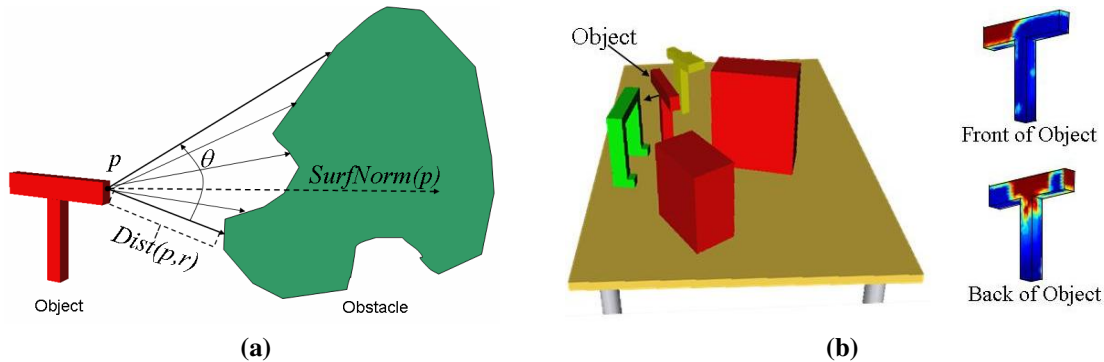 p
θ
SurfNorm(p)
Dist(p,r)
Object
Obstacle
(a)
Object
Front of Object
Back of Object
(b)